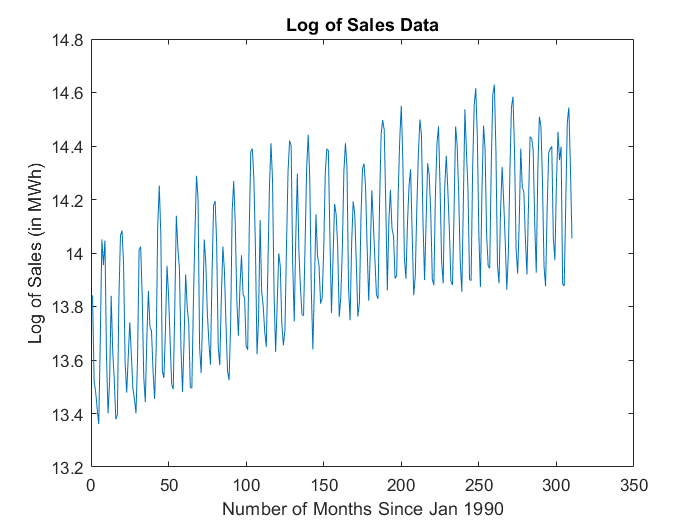 Log of Sales Data
14.8
14.6
14.4
14.2
14
13.8
13.6
13.4
13.2
Log of Sales (in MWh)
0 50 100 150 200 250 300 350
Number of Months Since Jan 1990